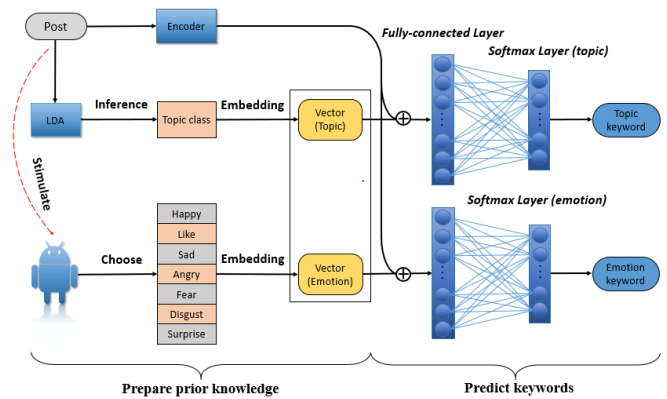 Post
Encoder
Fully-connected Layer
Softmax Layer (topic)
LDA
Inference
Topic class
Embedding
Vector
(Topic)
Topic
keyword
Stimulate
Softmax Layer (emotion)
Choose
Happy
Like
Sad
Angry
Fear
Disgust
Surprise
Embedding
Vector
(Emotion)
Emotion
keyword
Prepare prior knowledge
Predict keywords